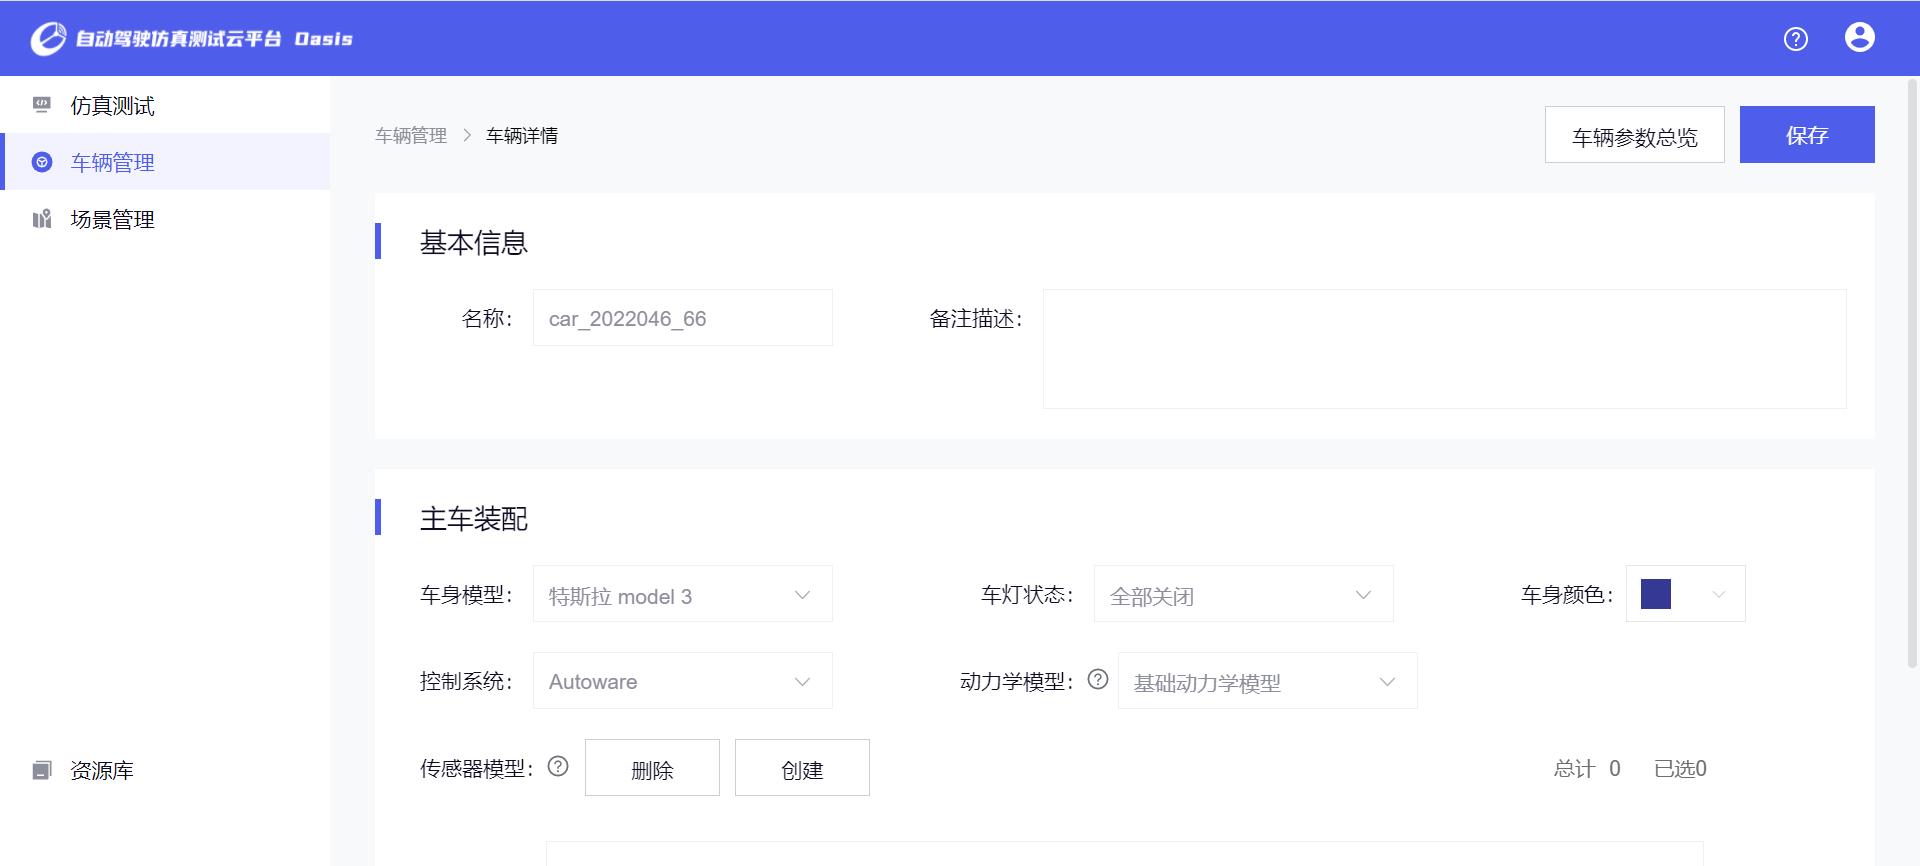 自动驾驶仿真测试云平台 Oasis
仿真测试
车辆管理
场景管理
资源库
车辆管理 > 车辆详情
车辆参数总览
保存
基本信息
名称： car_2022046_66
备注描述：
主车装配
车身模型： 特斯拉 model 3
车灯状态： 全部关闭
车身颜色：
控制系统： Autoware
动力学模型： 基础动力学模型
传感器模型： 删除 创建
总计 0 已选0